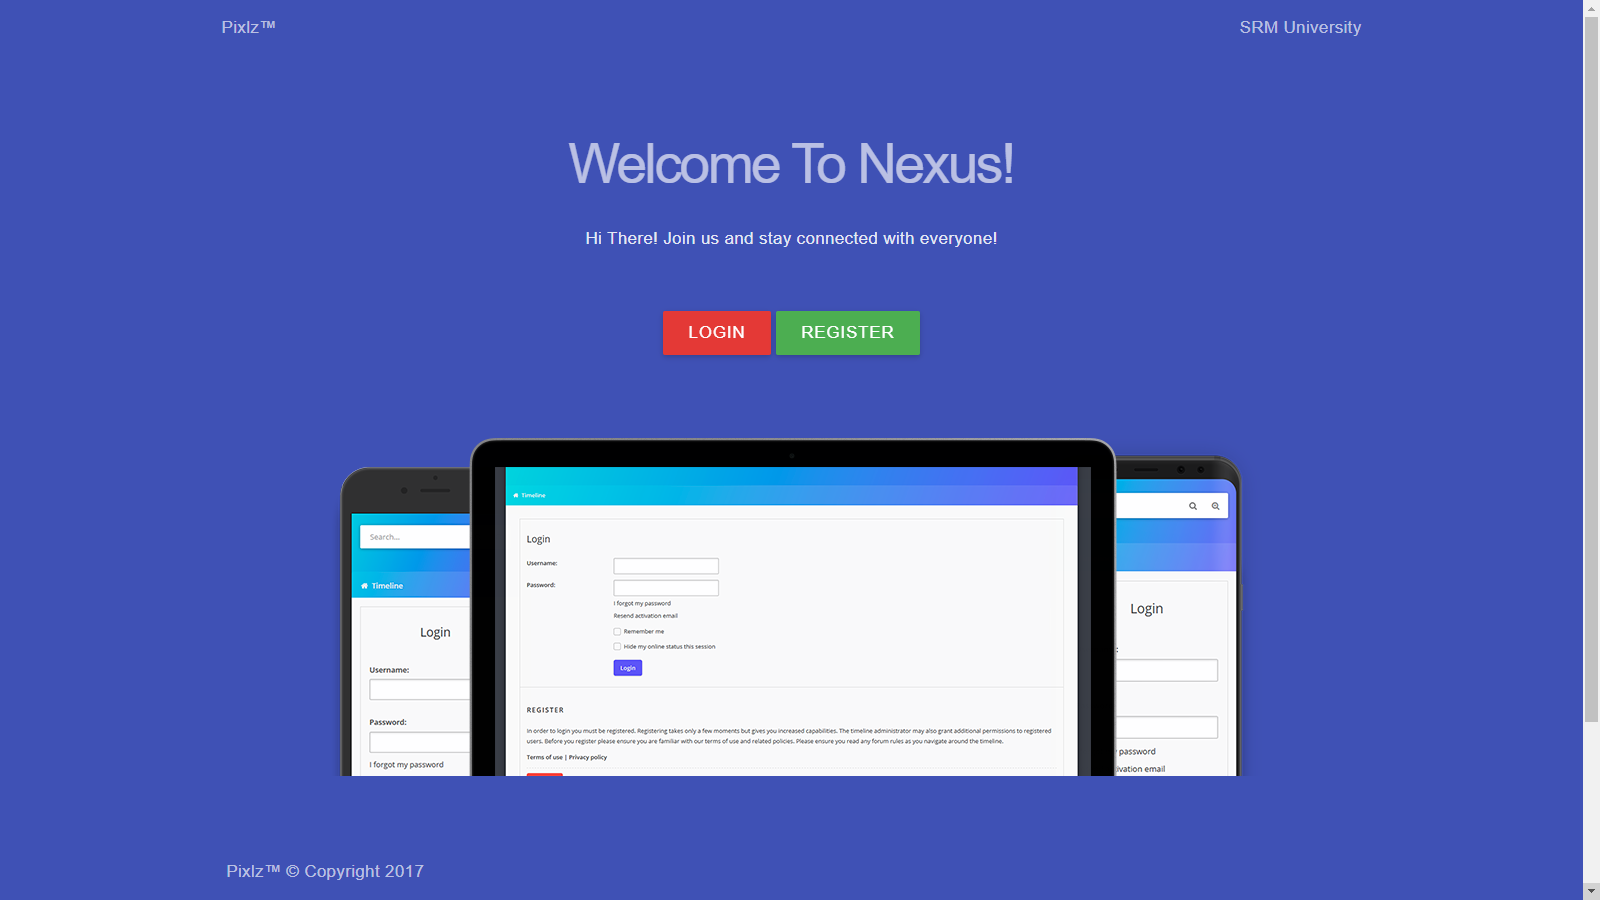 Pixlz™ SRM University
Welcome To Nexus!
Hi There! Join us and stay connected with everyone!
LOGIN REGISTER
Search...
Timeline
Login
Username:
Password:
I forgot my password
Timeline
Login
Username:
Password:
I forgot my password
Resend activation email
Remember me
Hide my online status this session
Login
REGISTER
In order to login you must be registered. Registering takes only a few moments but gives you increased capabilities. The timeline administrator may also grant additional permissions to registered
users. Before you register please ensure you are familiar with our terms of use and related policies. Please ensure you read any forum rules as you navigate around the timeline.
Terms of use | Privacy policy
Login
password
email
Pixlz™ © Copyright 2017